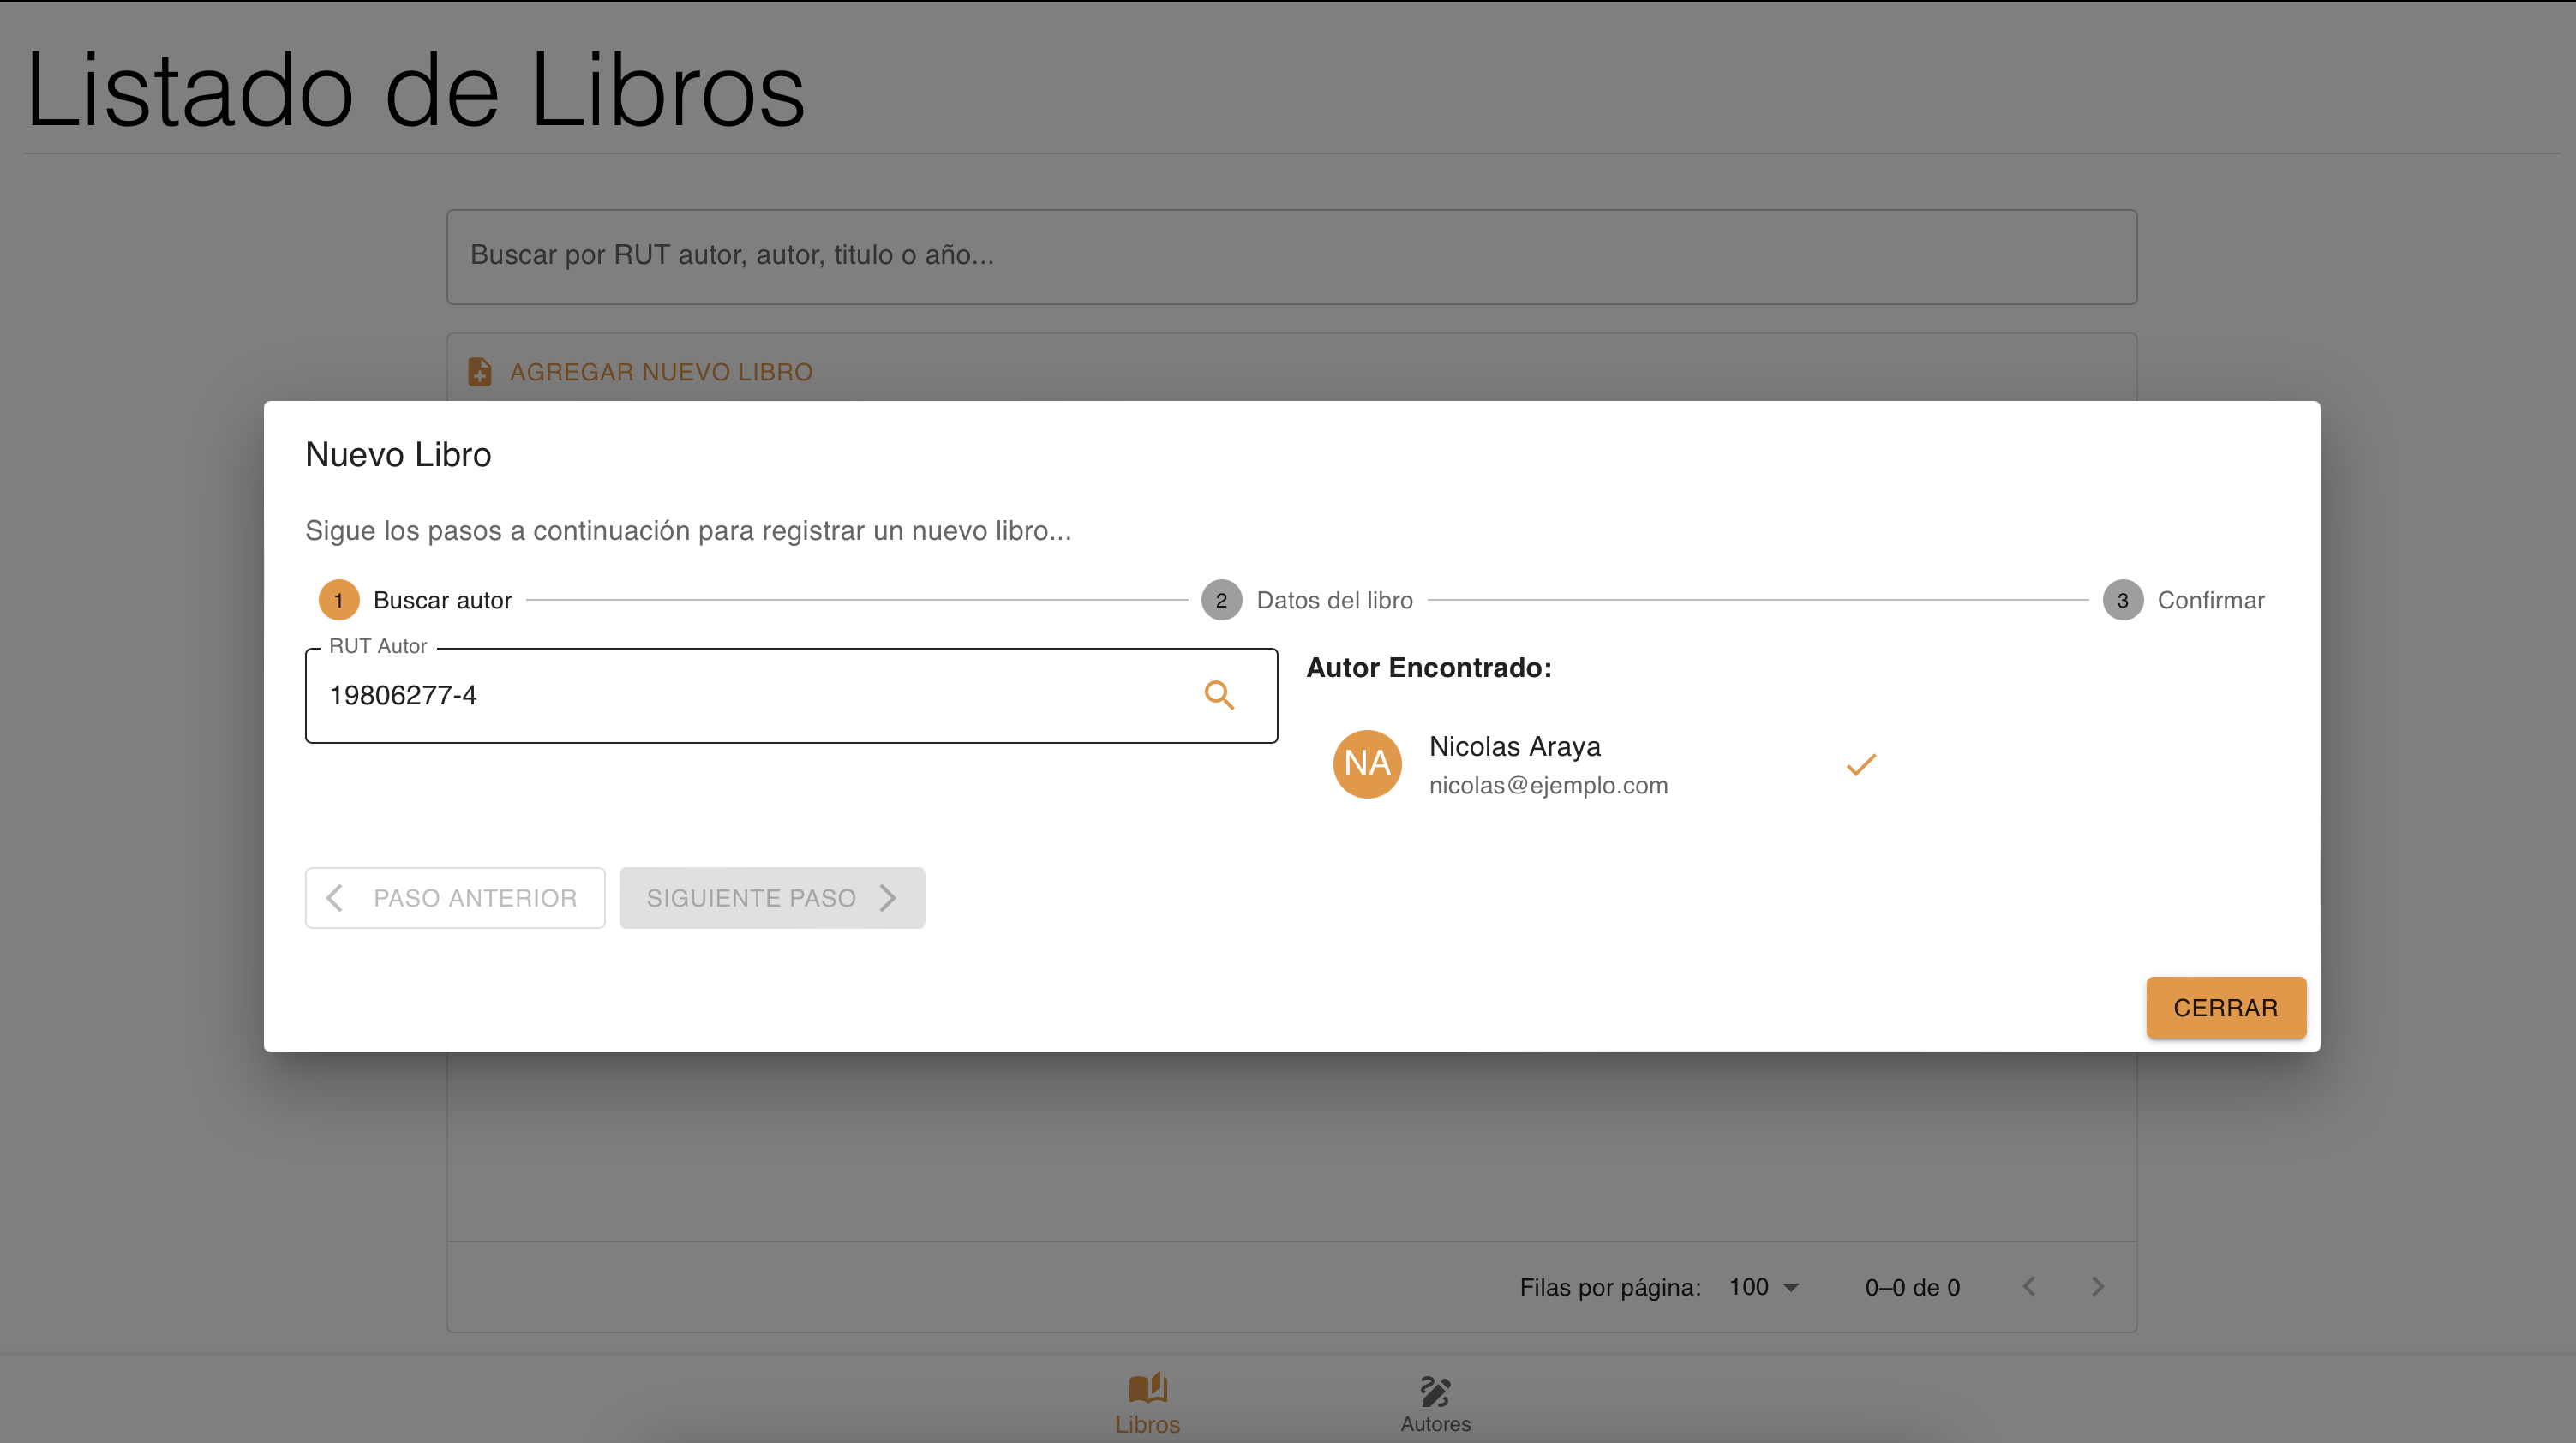 Listado de Libros
Buscar por RUT autor, autor, titulo o año...
AGREGAR NUEVO LIBRO
Nuevo Libro
Sigue los pasos a continuación para registrar un nuevo libro...
1 Buscar autor
2 Datos del libro
3 Confirmar
RUT Autor
19806277-4
Autor Encontrado:
NA
Nicolas Araya
nicolas@ejemplo.com
PASO ANTERIOR
SIGUIENTE PASO
CERRAR
Filas por página: 100 0–0 de 0
Libros
Autores